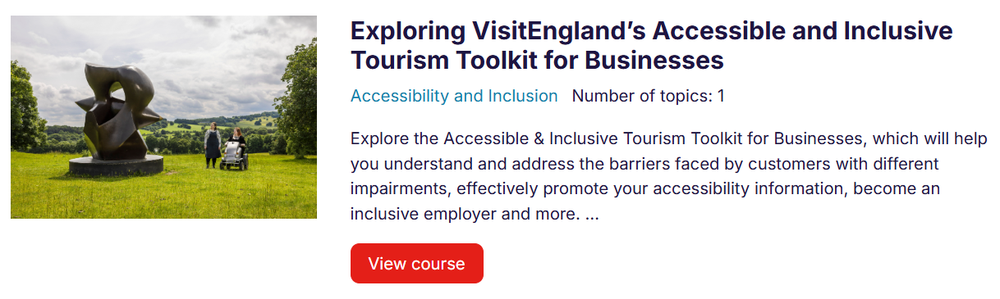 Exploring VisitEngland’s Accessible and Inclusive
Tourism Toolkit for Businesses
Accessibility and Inclusion Number of topics: 1
Explore the Accessible & Inclusive Tourism Toolkit for Businesses, which will help
you understand and address the barriers faced by customers with different
impairments, effectively promote your accessibility information, become an
inclusive employer and more. ...
View course